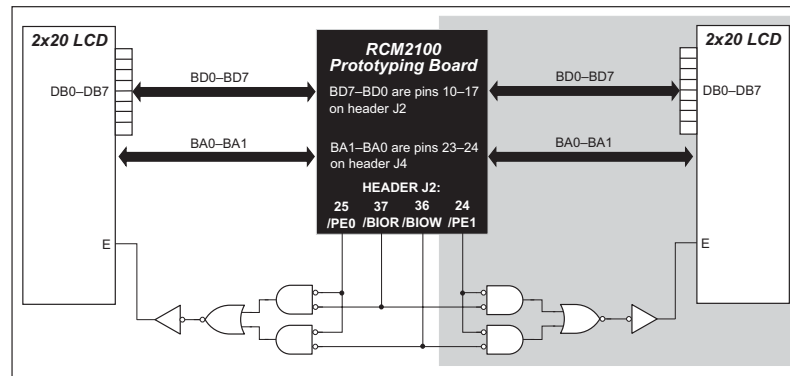 2x20 LCD
DB0–DB7
E
BD0–BD7
BA0–BA1
RCM2100
Prototyping Board
BD7–BD0 are pins 10–17
on header J2
BA1–BA0 are pins 23–24
on header J4
HEADER J2:
25 37 36 24
/PE0 /BIOR /BIOW /PE1
BD0–BD7
BA0–BA1
2x20 LCD
DB0–DB7
E